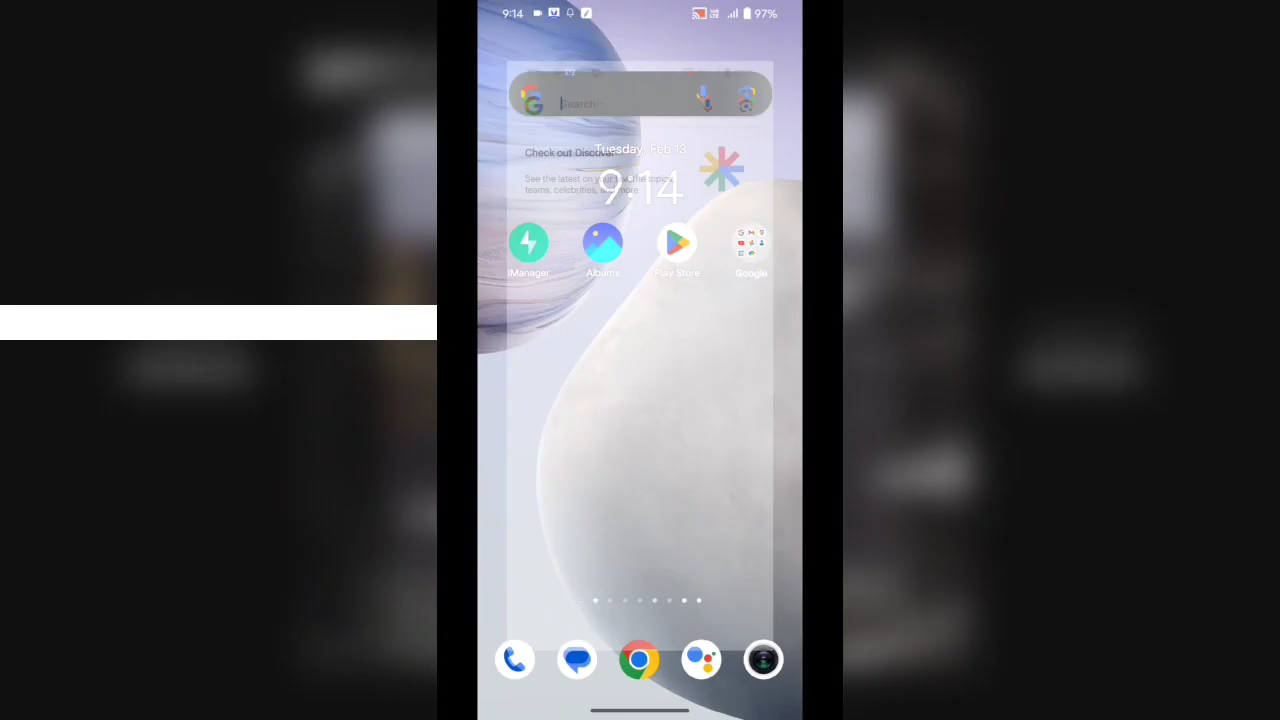 9:14
97%
Search
Check out Discover
Tuesday, Feb 13
See the latest on your favorite topics,
teams, celebrities, and more
9:14
iManager
Albums
Play Store
Google